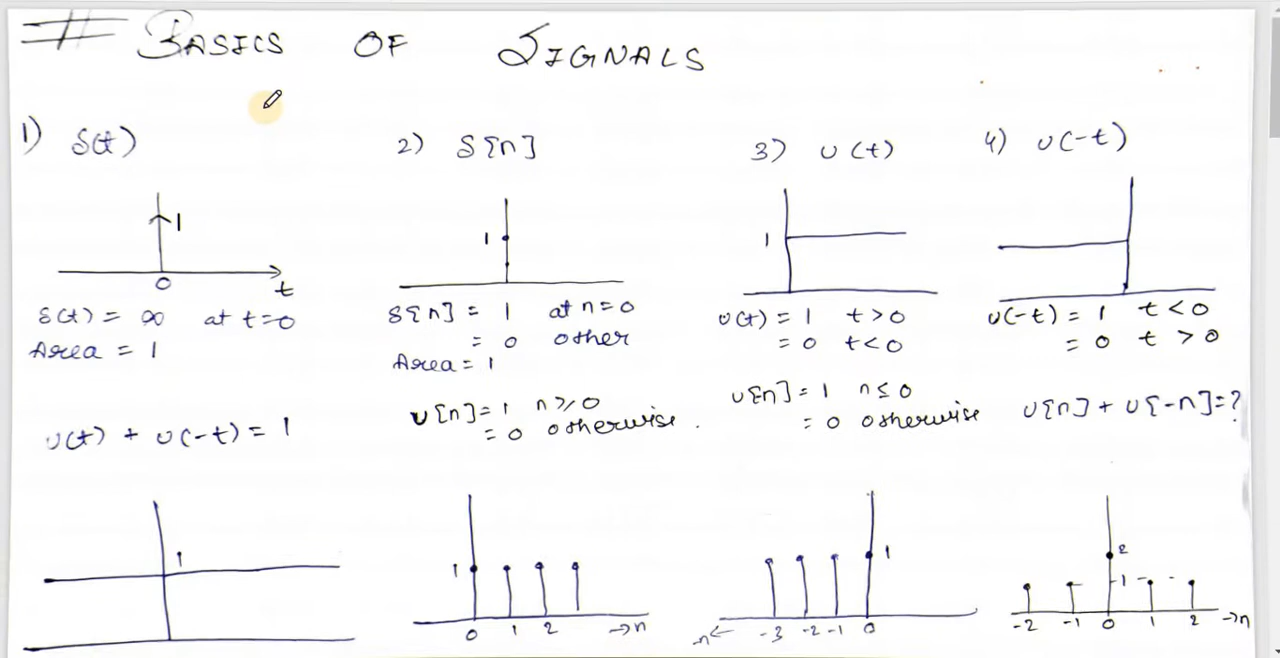 # BASICS OF SIGNALS
1) δ(t)
1
0
t
δ(t) = ∞ at t=0
Area = 1
2) δ[n]
1
δ[n] = 1 at n=0
= 0 other
Area = 1
3) u(t)
1
u(t) = 1 t>0
= 0 t<0
4) u(-t)
u(-t) = 1 t<0
= 0 t>0
u(t) + u(-t) = 1
1
u[n] = 1 n≥0
= 0 otherwise.
1
0 1 2 →n
u[n] = 1 n≤0
= 0 otherwise
1
n← -3 -2 -1 0
u[n] + u[-n] = ?
2
1
-2 -1 0 1 2 →n